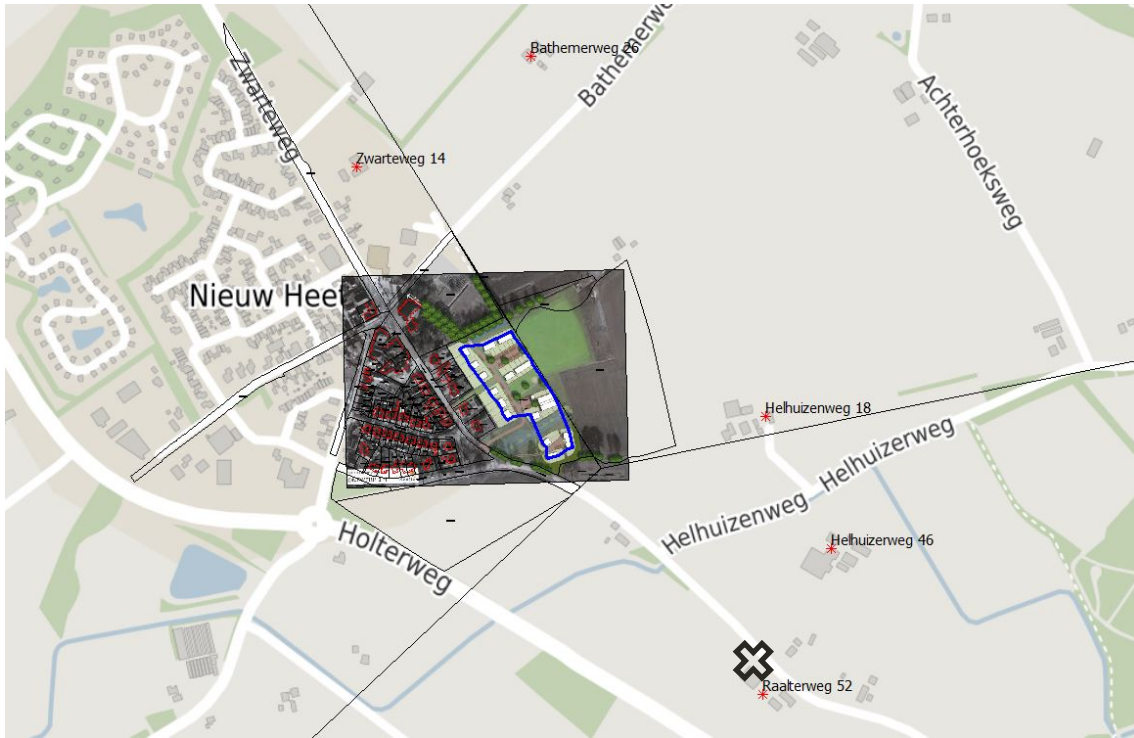 Bathemerweg 26
Zwarteweg
Bathemerweg
Achterhoeksweg
Zwarteweg 14
Nieuw Heet
Helhuizenweg 18
Helhuizerweg
Helhuizenweg
Holterweg
Helhuizerweg 46
Raalterweg 52